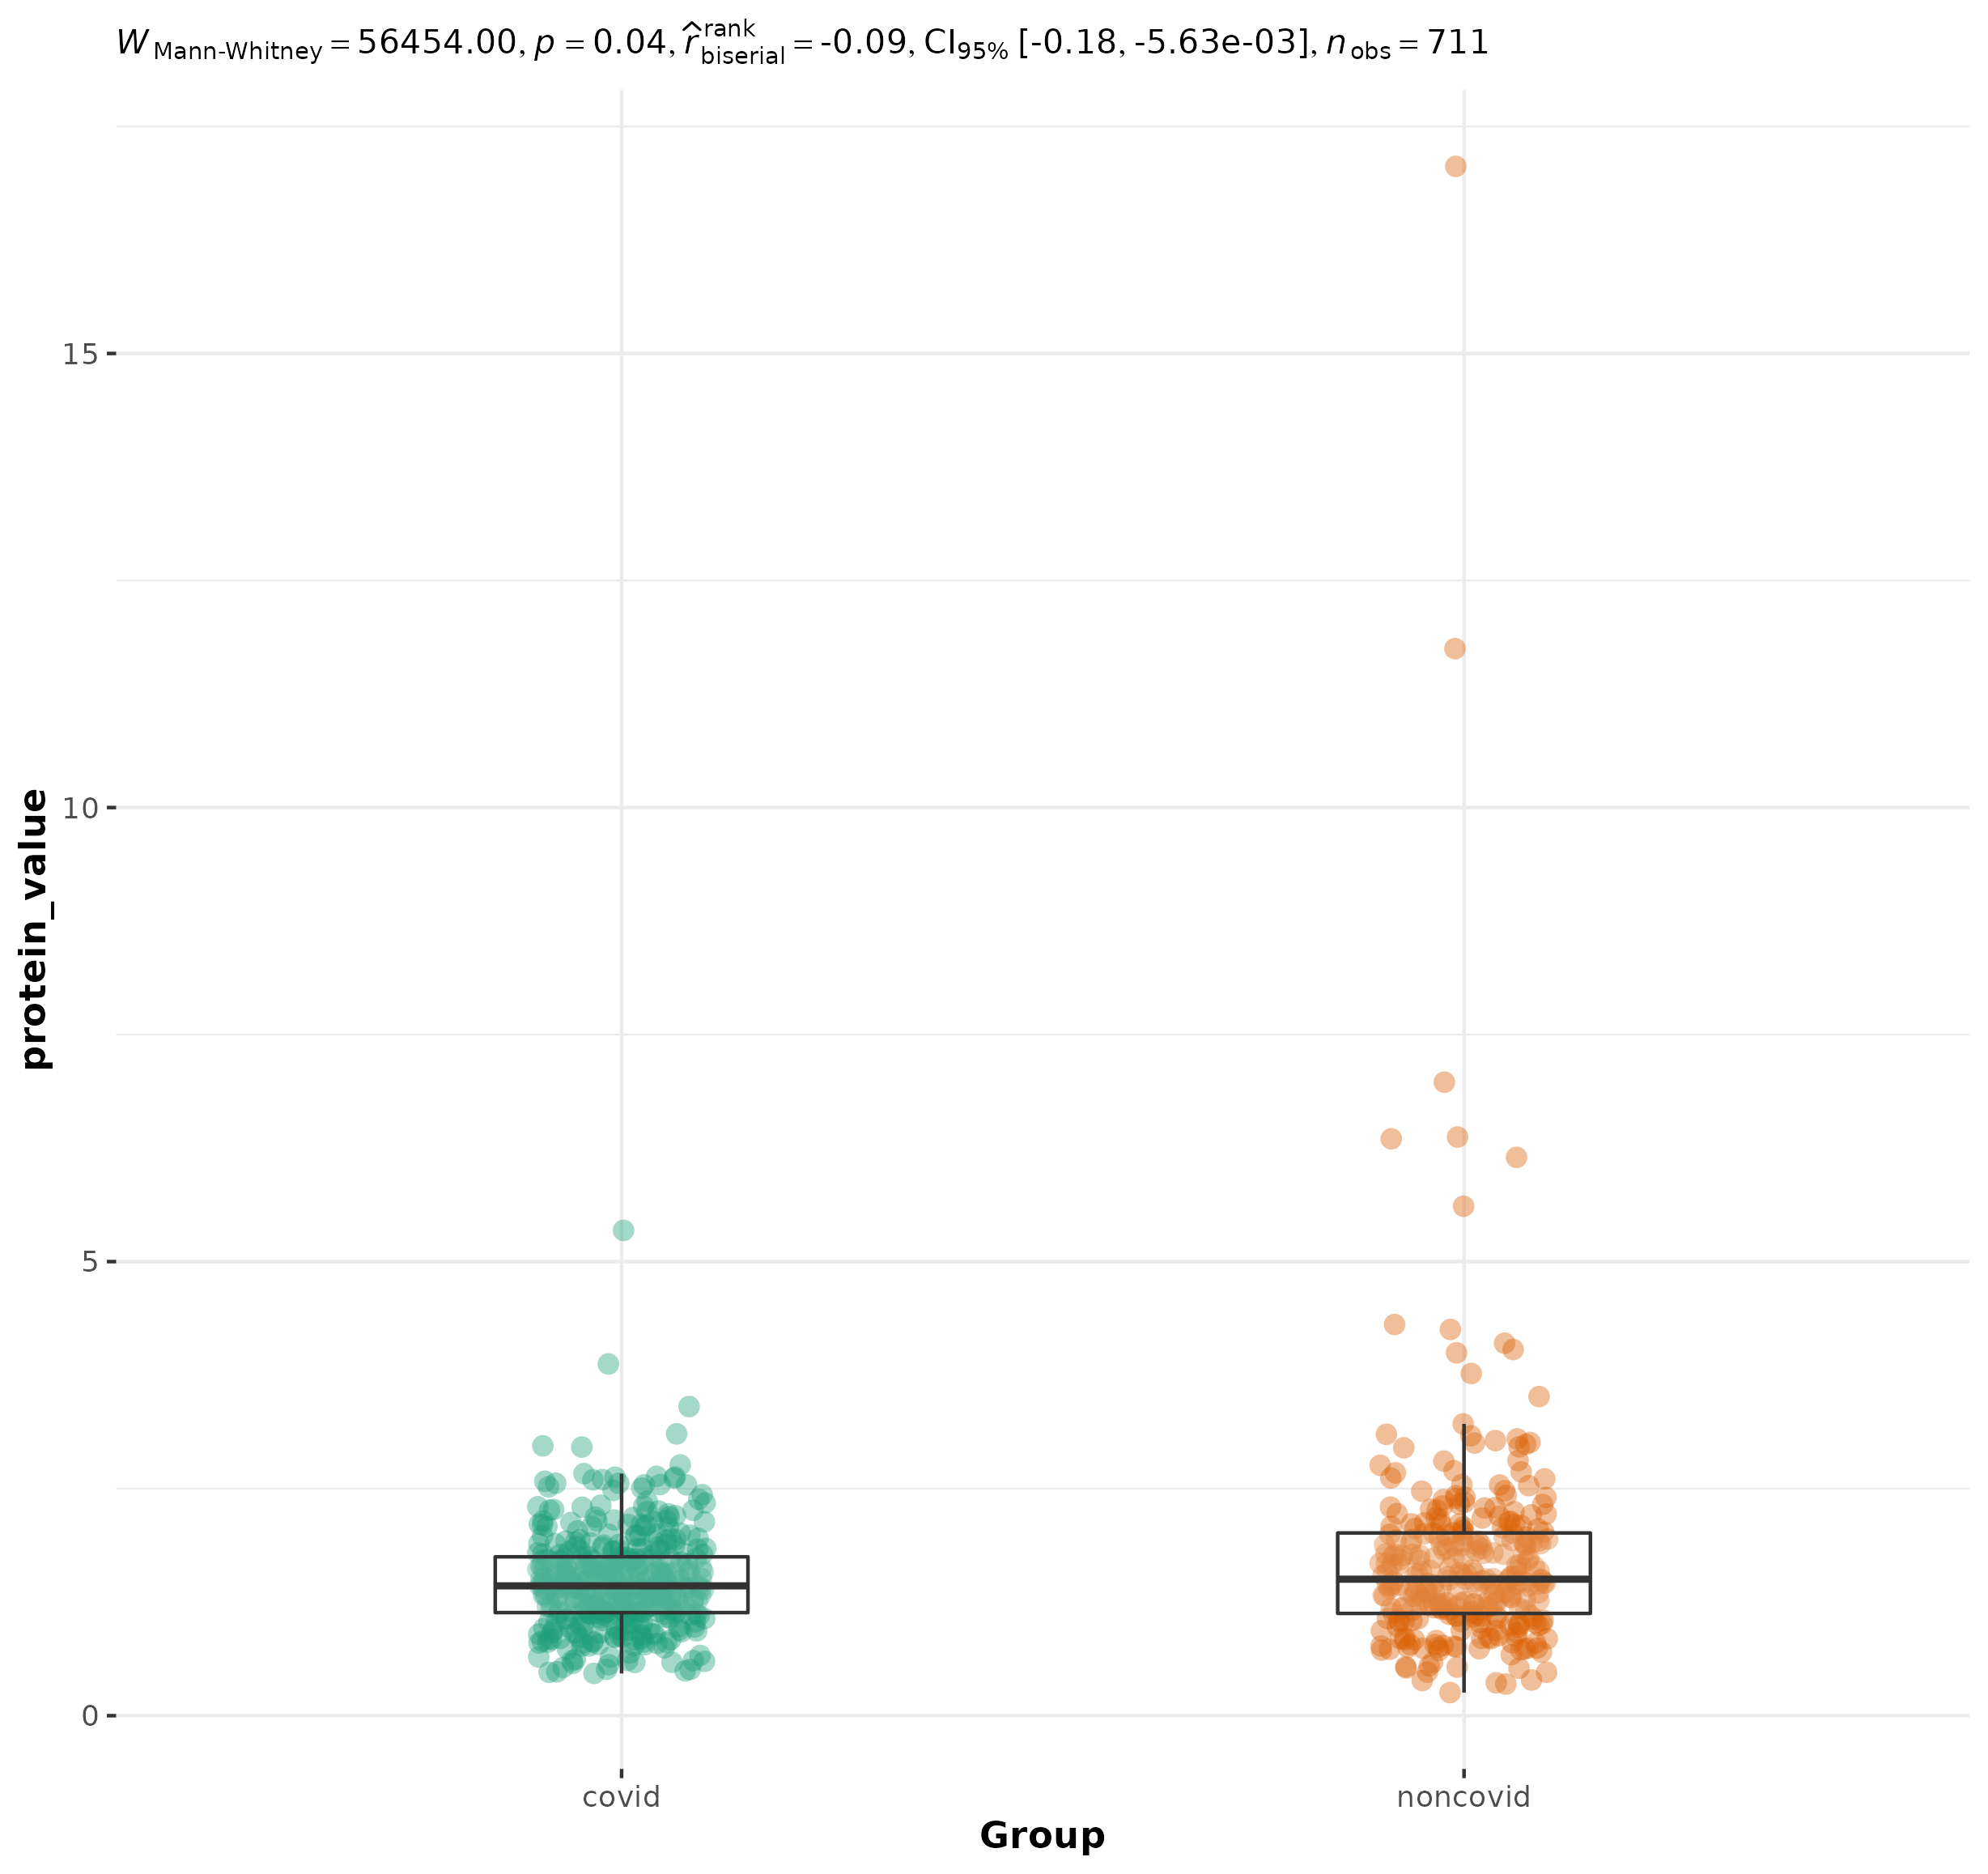 W Mann-Whitney = 56454.00, p = 0.04, r̂ rank biserial = -0.09, CI95% [-0.18, -5.63e-03], n obs = 711
15
10
5
0
protein_value
covid
noncovid
Group